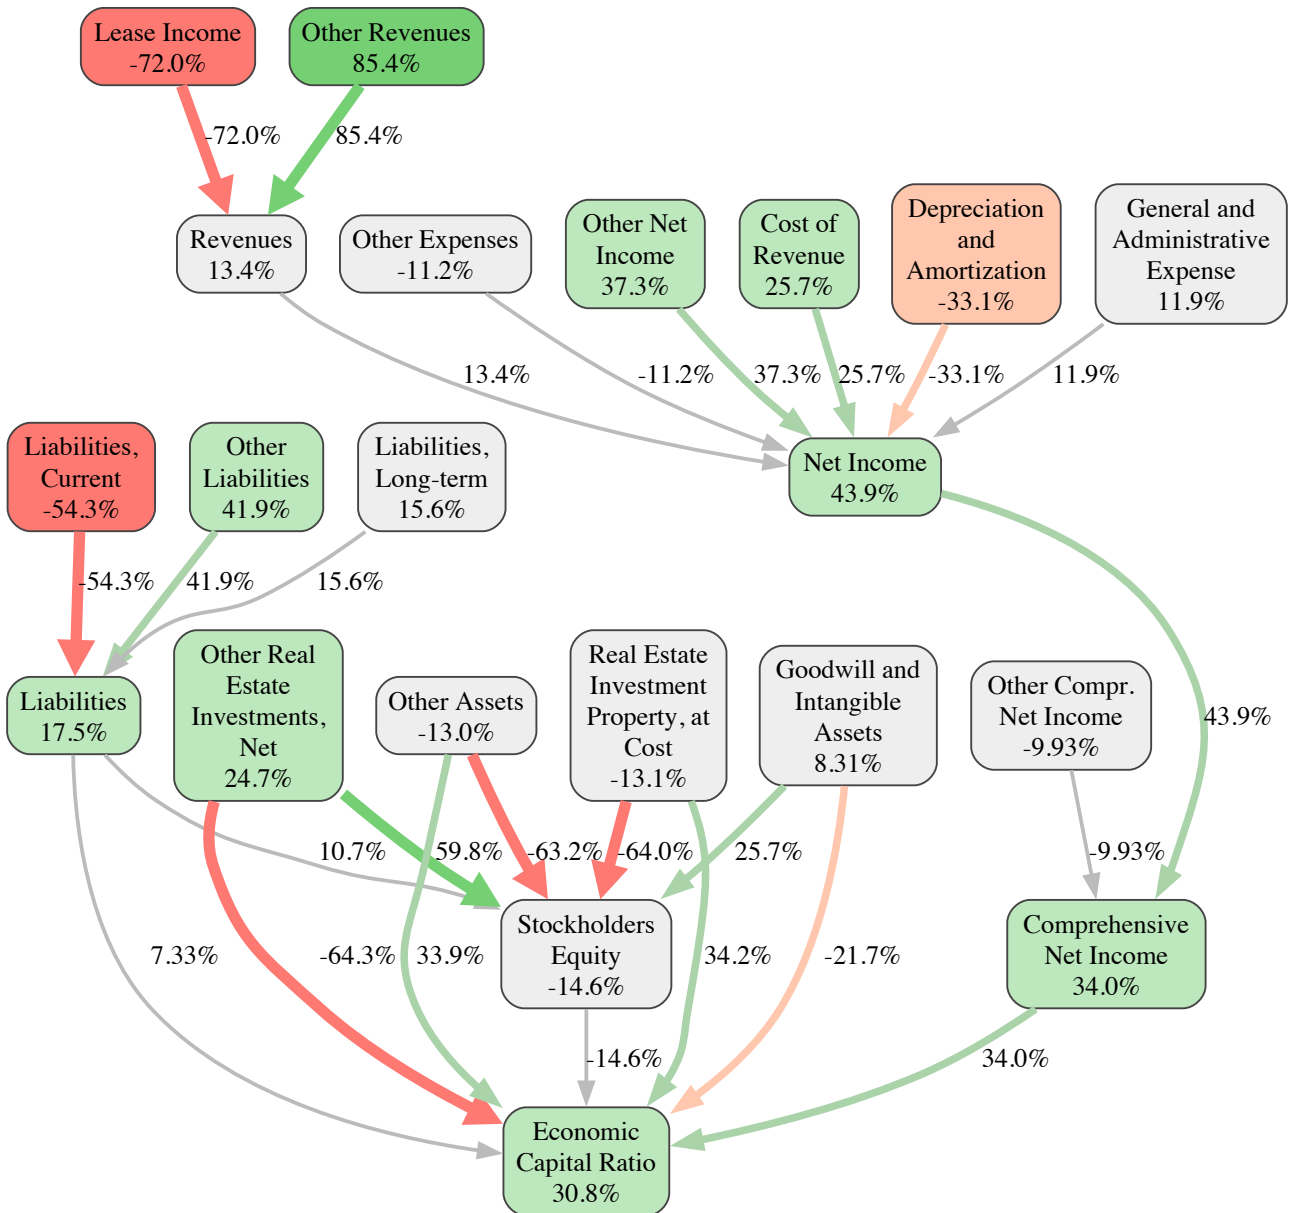 Lease Income
-72.0%
Other Revenues
85.4%
-72.0%
85.4%
Revenues
13.4%
Other Expenses
-11.2%
Other Net
Income
37.3%
Cost of
Revenue
25.7%
Depreciation
and
Amortization
-33.1%
General and
Administrative
Expense
11.9%
13.4%
-11.2%
37.3%
25.7%
-33.1%
11.9%
Liabilities,
Current
-54.3%
Other
Liabilities
41.9%
Liabilities,
Long-term
15.6%
Net Income
43.9%
-54.3%
41.9%
15.6%
Liabilities
17.5%
Other Real
Estate
Investments,
Net
24.7%
Other Assets
-13.0%
Real Estate
Investment
Property, at
Cost
-13.1%
Goodwill and
Intangible
Assets
8.31%
Other Compr.
Net Income
-9.93%
43.9%
10.7%
59.8%
-63.2%
-64.0%
25.7%
-9.93%
7.33%
-64.3%
33.9%
Stockholders
Equity
-14.6%
34.2%
-21.7%
Comprehensive
Net Income
34.0%
-14.6%
34.0%
Economic
Capital Ratio
30.8%